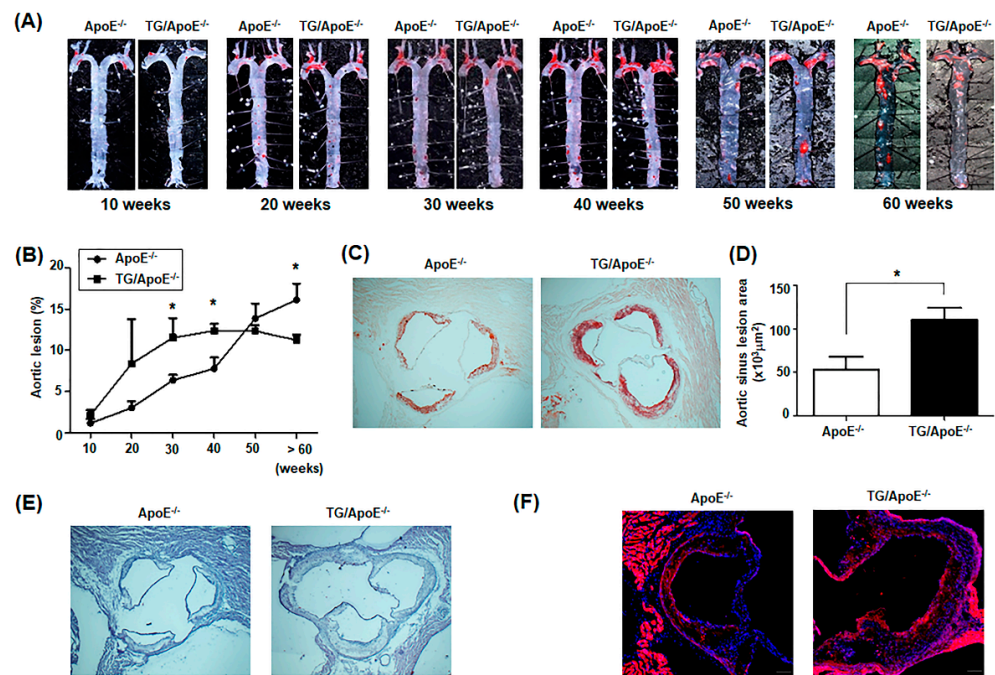 (A)
ApoE-/- TG/ApoE-/- ApoE-/- TG/ApoE-/- ApoE-/- TG/ApoE-/- ApoE-/- TG/ApoE-/- ApoE-/- TG/ApoE-/- ApoE-/- TG/ApoE-/-
10 weeks 20 weeks 30 weeks 40 weeks 50 weeks 60 weeks
(B)
ApoE-/-
TG/ApoE-/-
Aortic lesion (%)
20
15
10
5
0
* * *
10 20 30 40 50 > 60
(weeks)
(C)
ApoE-/- TG/ApoE-/-
(D)
Aortic sinus lesion area
(x10³μm²)
150
100
50
0
*
ApoE-/- TG/ApoE-/-
(E)
ApoE-/- TG/ApoE-/-
(F)
ApoE-/- TG/ApoE-/-